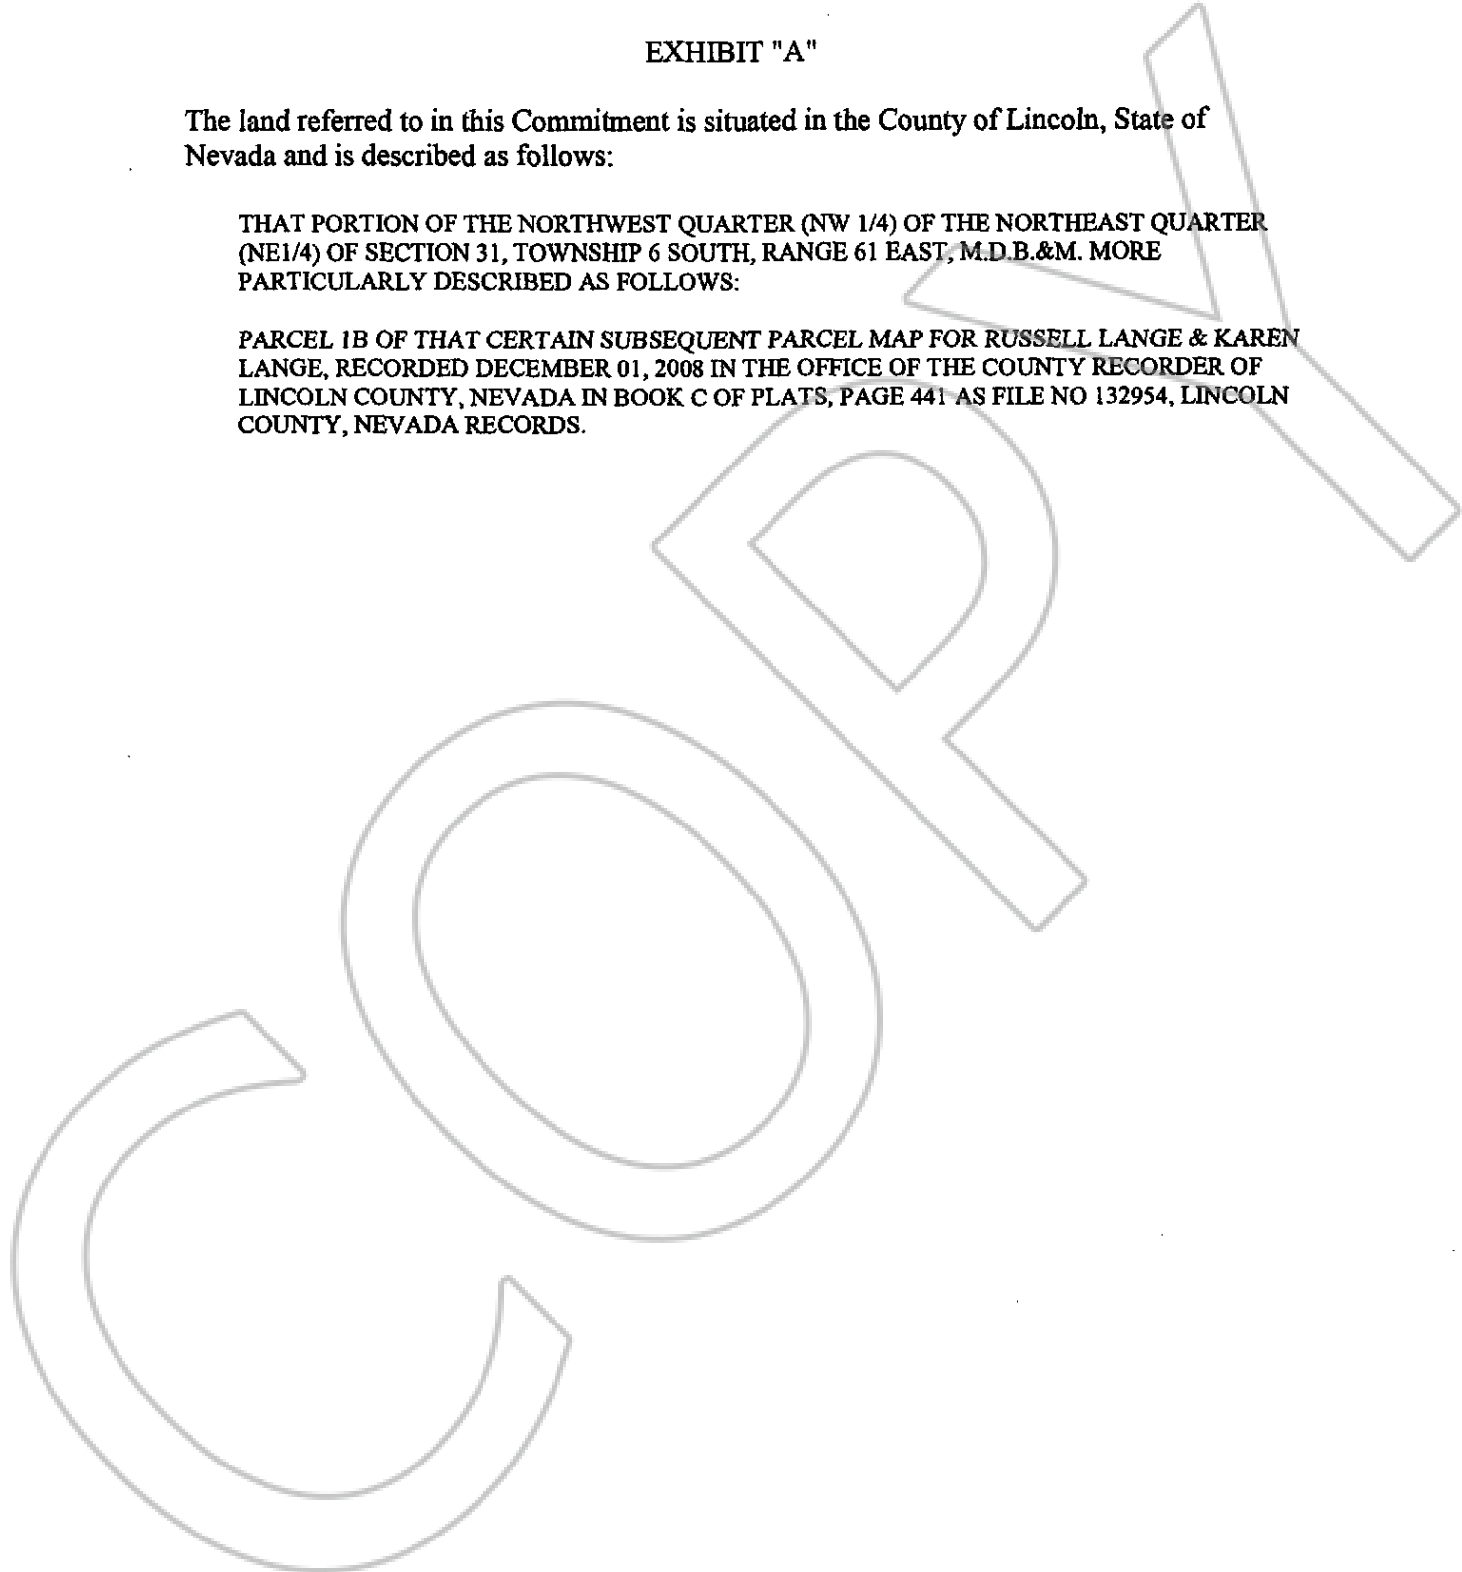 EXHIBIT "A"
The land referred to in this Commitment is situated in the County of Lincoln, State of
Nevada and is described as follows:
THAT PORTION OF THE NORTHWEST QUARTER (NW 1/4) OF THE NORTHEAST QUARTER
(NE1/4) OF SECTION 31, TOWNSHIP 6 SOUTH, RANGE 61 EAST, M.D.B.&M. MORE
PARTICULARLY DESCRIBED AS FOLLOWS:
PARCEL 1B OF THAT CERTAIN SUBSEQUENT PARCEL MAP FOR RUSSELL LANGE & KAREN
LANGE, RECORDED DECEMBER 01, 2008 IN THE OFFICE OF THE COUNTY RECORDER OF
LINCOLN COUNTY, NEVADA IN BOOK C OF PLATS, PAGE 441 AS FILE NO 132954, LINCOLN
COUNTY, NEVADA RECORDS.
COPY